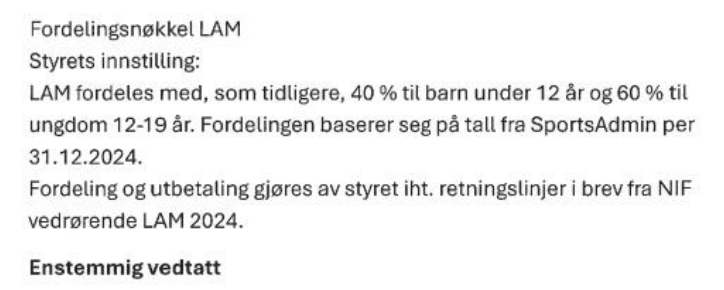 Fordelingsnøkkel LAM
Styrets innstilling:
LAM fordeles med, som tidligere, 40 % til barn under 12 år og 60 % til
ungdom 12-19 år. Fordelingen baserer seg på tall fra SportsAdmin per
31.12.2024.
Fordeling og utbetaling gjøres av styret iht. retningslinjer i brev fra NIF
vedrørende LAM 2024.
Enstemmig vedtatt